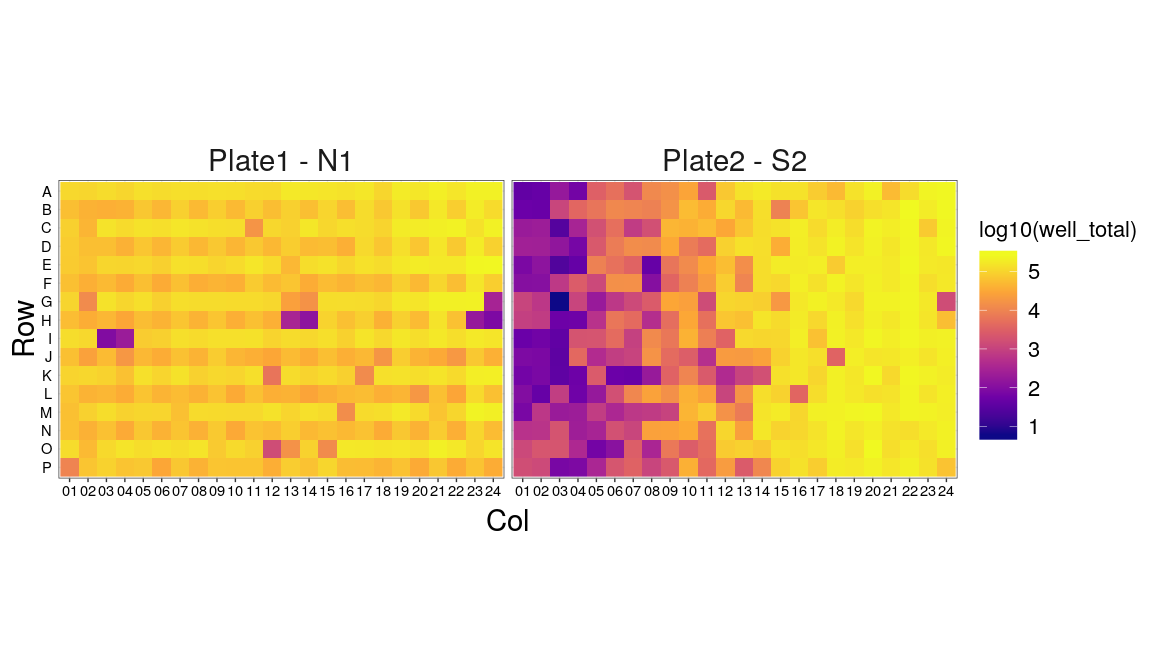 Plate1 - N1
Plate2 - S2
A
B
C
D
E
F
G
H
I
J
K
L
M
N
O
P
Row
01 02 03 04 05 06 07 08 09 10 11 12 13 14 15 16 17 18 19 20 21 22 23 24
01 02 03 04 05 06 07 08 09 10 11 12 13 14 15 16 17 18 19 20 21 22 23 24
Col
log10(well_total)
5
4
3
2
1